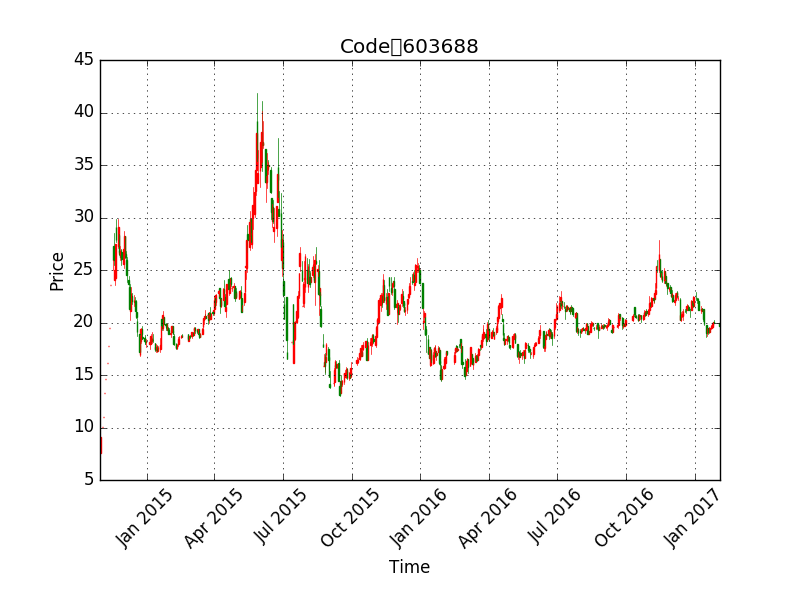 Code▯603688
45
40
35
30
25
20
15
10
5
Price
Jan 2015
Apr 2015
Jul 2015
Oct 2015
Jan 2016
Apr 2016
Jul 2016
Oct 2016
Jan 2017
Time